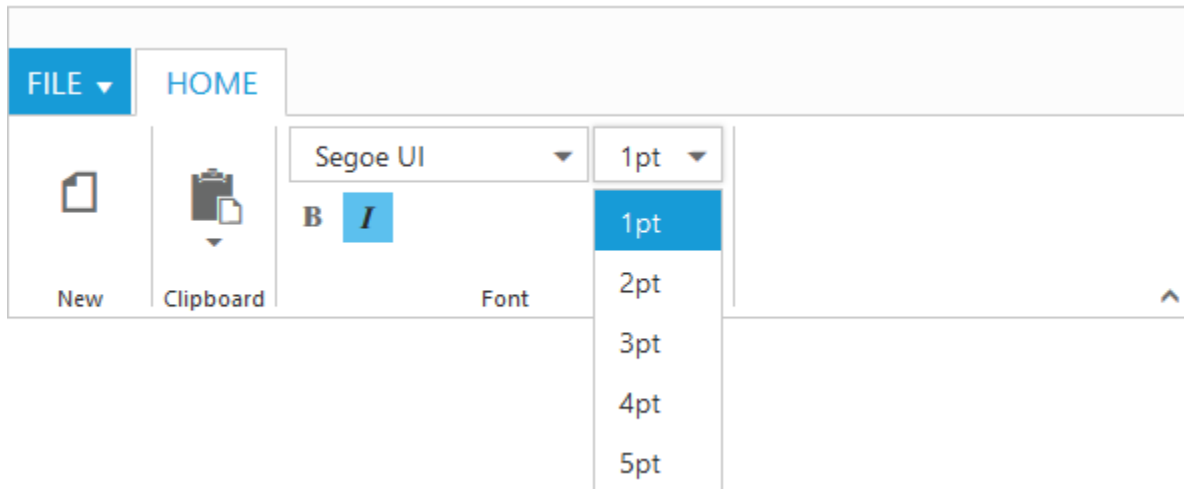 FILE HOME
Segoe UI 1pt
B I 1pt
2pt
New Clipboard Font
3pt
4pt
5pt